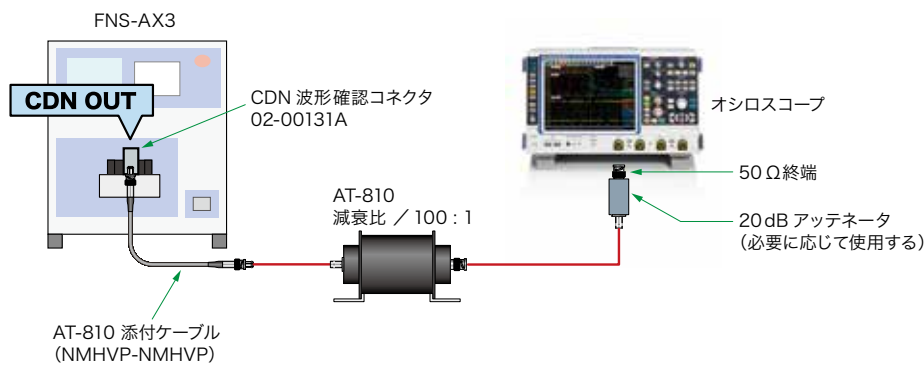 FNS-AX3
CDN OUT
CDN 波形確認コネクタ
02-00131A
オシロスコープ
50Ω終端
20dB アッテネータ
（必要に応じて使用する）
AT-810
減衰比 ／100：1
AT-810 添付ケーブル
（NMHVP-NMHVP）